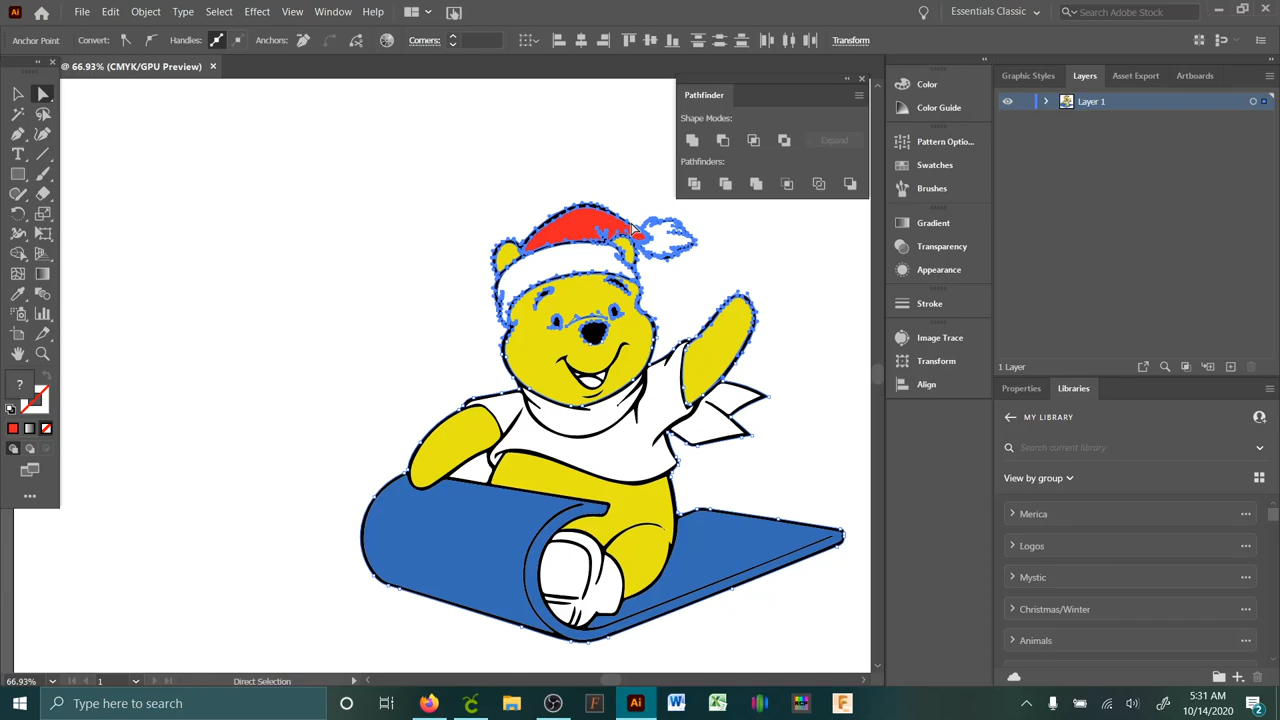 Ai File Edit Object Type Select Effect View Window Help Essentials Classic Search Adobe Stock
Anchor Point Convert: Handles: Anchors: Corners: Transform
@ 66.93% (CMYK/GPU Preview) ×
Pathfinder
Shape Modes:
Expand
Pathfinders:
Color
Color Guide
Pattern Optio...
Swatches
Brushes
Gradient
Transparency
Appearance
Stroke
Image Trace
Transform
Align
Graphic Styles Layers Asset Export Artboards
Layer 1
1 Layer
Properties Libraries
MY LIBRARY
Search current library
View by group
Merica
Logos
Mystic
Christmas/Winter
Animals
?
66.93% 1 Direct Selection
Type here to search
5:31 AM
10/14/2020
2